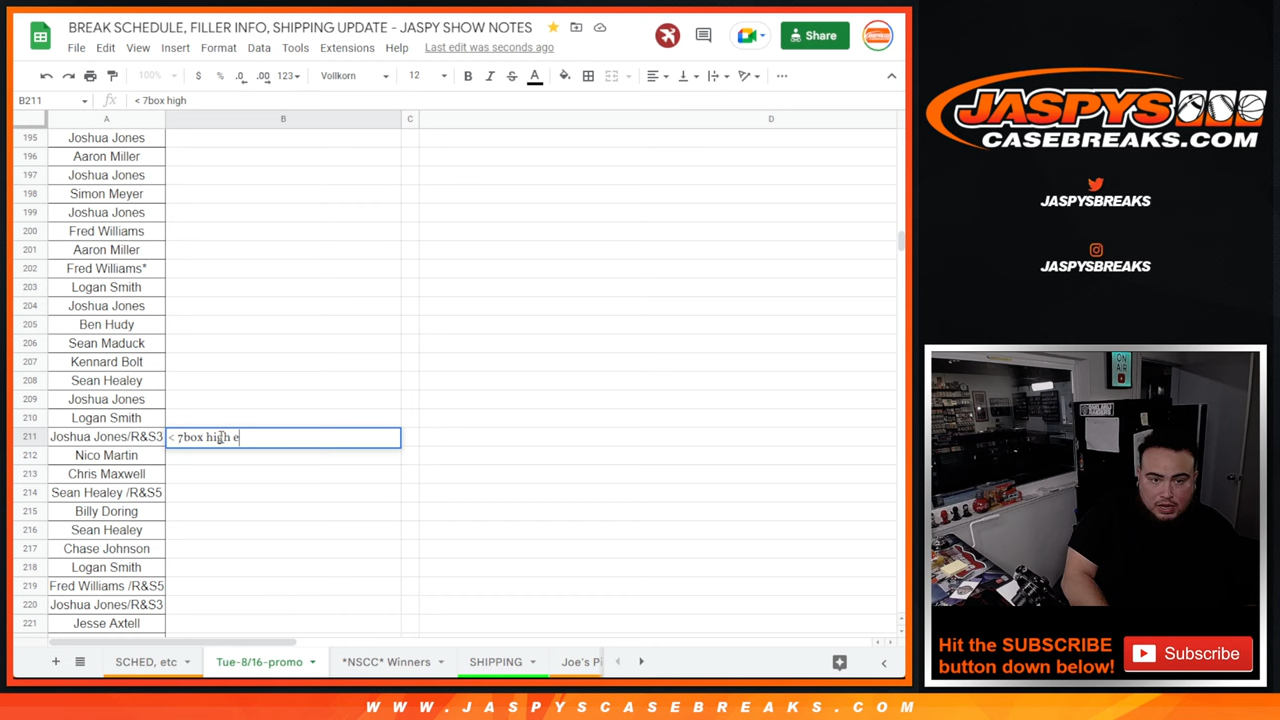 BREAK SCHEDULE, FILLER INFO, SHIPPING UPDATE - JASPY SHOW NOTES
File Edit View Insert Format Data Tools Extensions Help Last edit was seconds ago
Share
100% $ % .0 .00 123 Vollkorn 12 B I S A
B211 fx < 7box high
A B C D
195 Joshua Jones
196 Aaron Miller
197 Joshua Jones
198 Simon Meyer
199 Joshua Jones
200 Fred Williams
201 Aaron Miller
202 Fred Williams*
203 Logan Smith
204 Joshua Jones
205 Ben Hudy
206 Sean Maduck
207 Kennard Bolt
208 Sean Healey
209 Joshua Jones
210 Logan Smith
211 Joshua Jones/R&S3 < 7box high e
212 Nico Martin
213 Chris Maxwell
214 Sean Healey /R&S5
215 Billy Doring
216 Sean Healey
217 Chase Johnson
218 Logan Smith
219 Fred Williams /R&S5
220 Joshua Jones/R&S3
221 Jesse Axtell
SCHED, etc Tue-8/16-promo *NSCC* Winners SHIPPING Joe's P
JASPYS
CASEBREAKS.COM
JASPYSBREAKS
JASPYSBREAKS
ON AIR
Hit the SUBSCRIBE
button down below!
Subscribe
WWW.JASPYSCASEBREAKS.COM